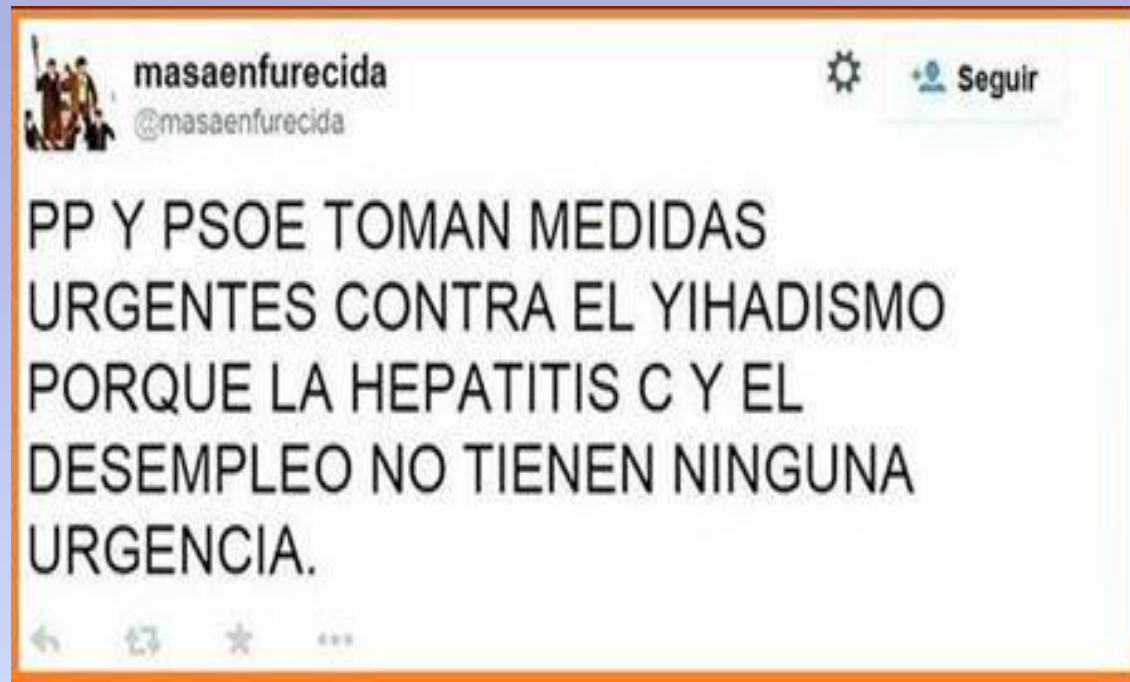 masaenfurecida
Seguir
@masaenfurecida
PP Y PSOE TOMAN MEDIDAS
URGENTES CONTRA EL YIHADISMO
PORQUE LA HEPATITIS C Y EL
DESEMPLEO NO TIENEN NINGUNA
URGENCIA.